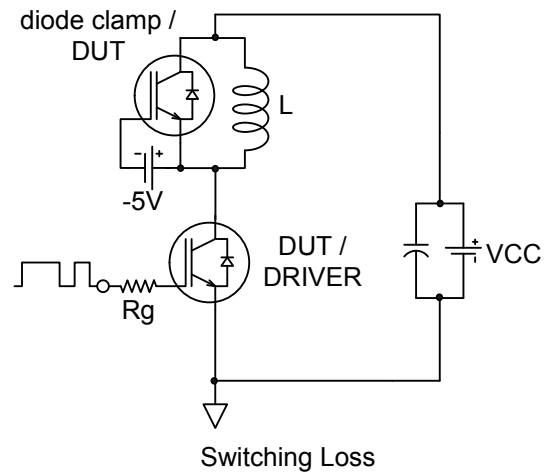 diode clamp /
DUT
L
- +
-5V
DUT /
DRIVER
+
VCC
-
Rg
Switching Loss